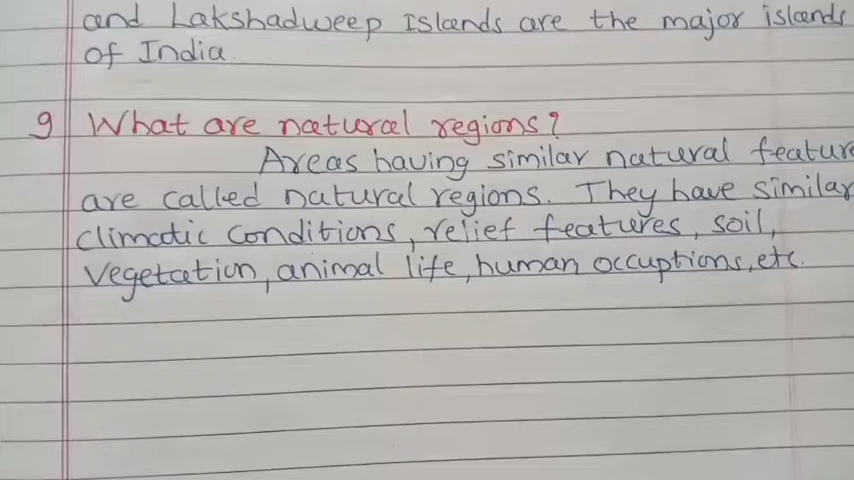 and Lakshadweep Islands are the major islands
of India
9 What are natural regions?
Areas having similar natural featur
are called natural regions. They have similar
climatic conditions, relief features, soil,
vegetation, animal life, human occuptions, etc.